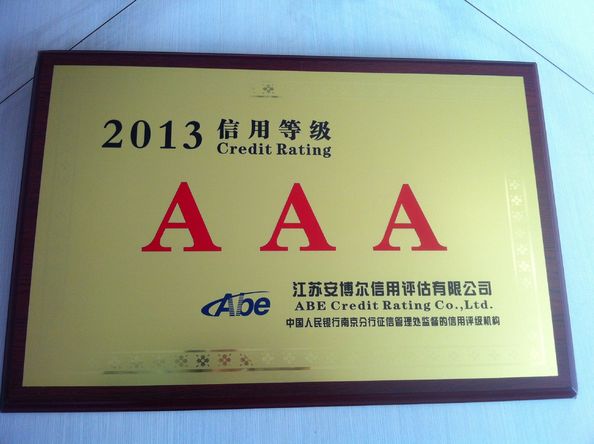 2013 信用等级
Credit Rating
A A A
Abe
江苏安博尔信用评估有限公司
ABE Credit Rating Co.,Ltd.
中国人民银行南京分行征信管理处监督的信用评级机构